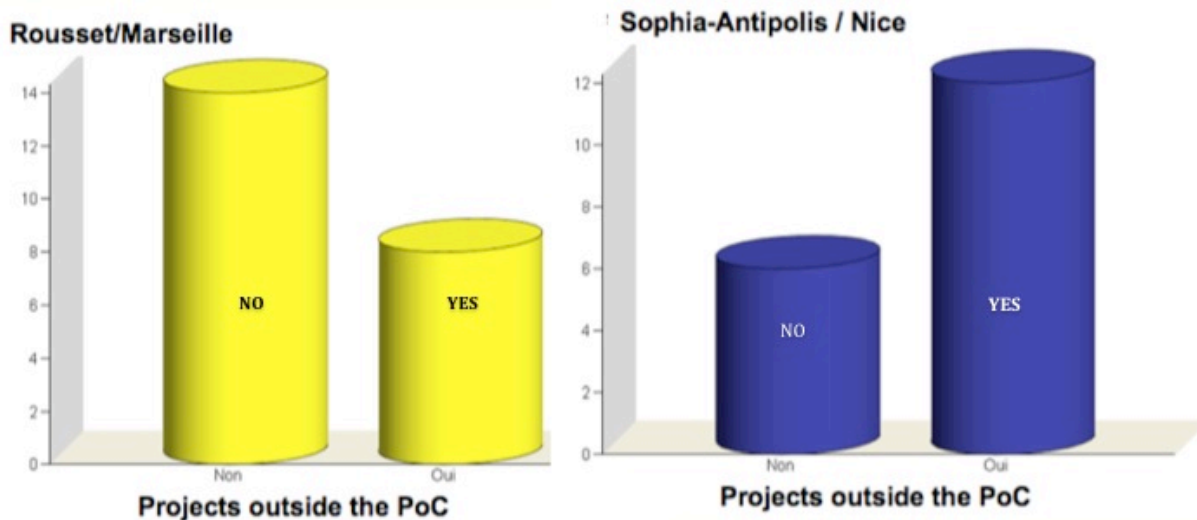 Rousset/Marseille
14
12
10
8
6
4
2
0
NO
YES
Non
Oui
Projects outside the PoC
Sophia-Antipolis / Nice
12
10
8
6
4
2
0
NO
YES
Non
Oui
Projects outside the PoC